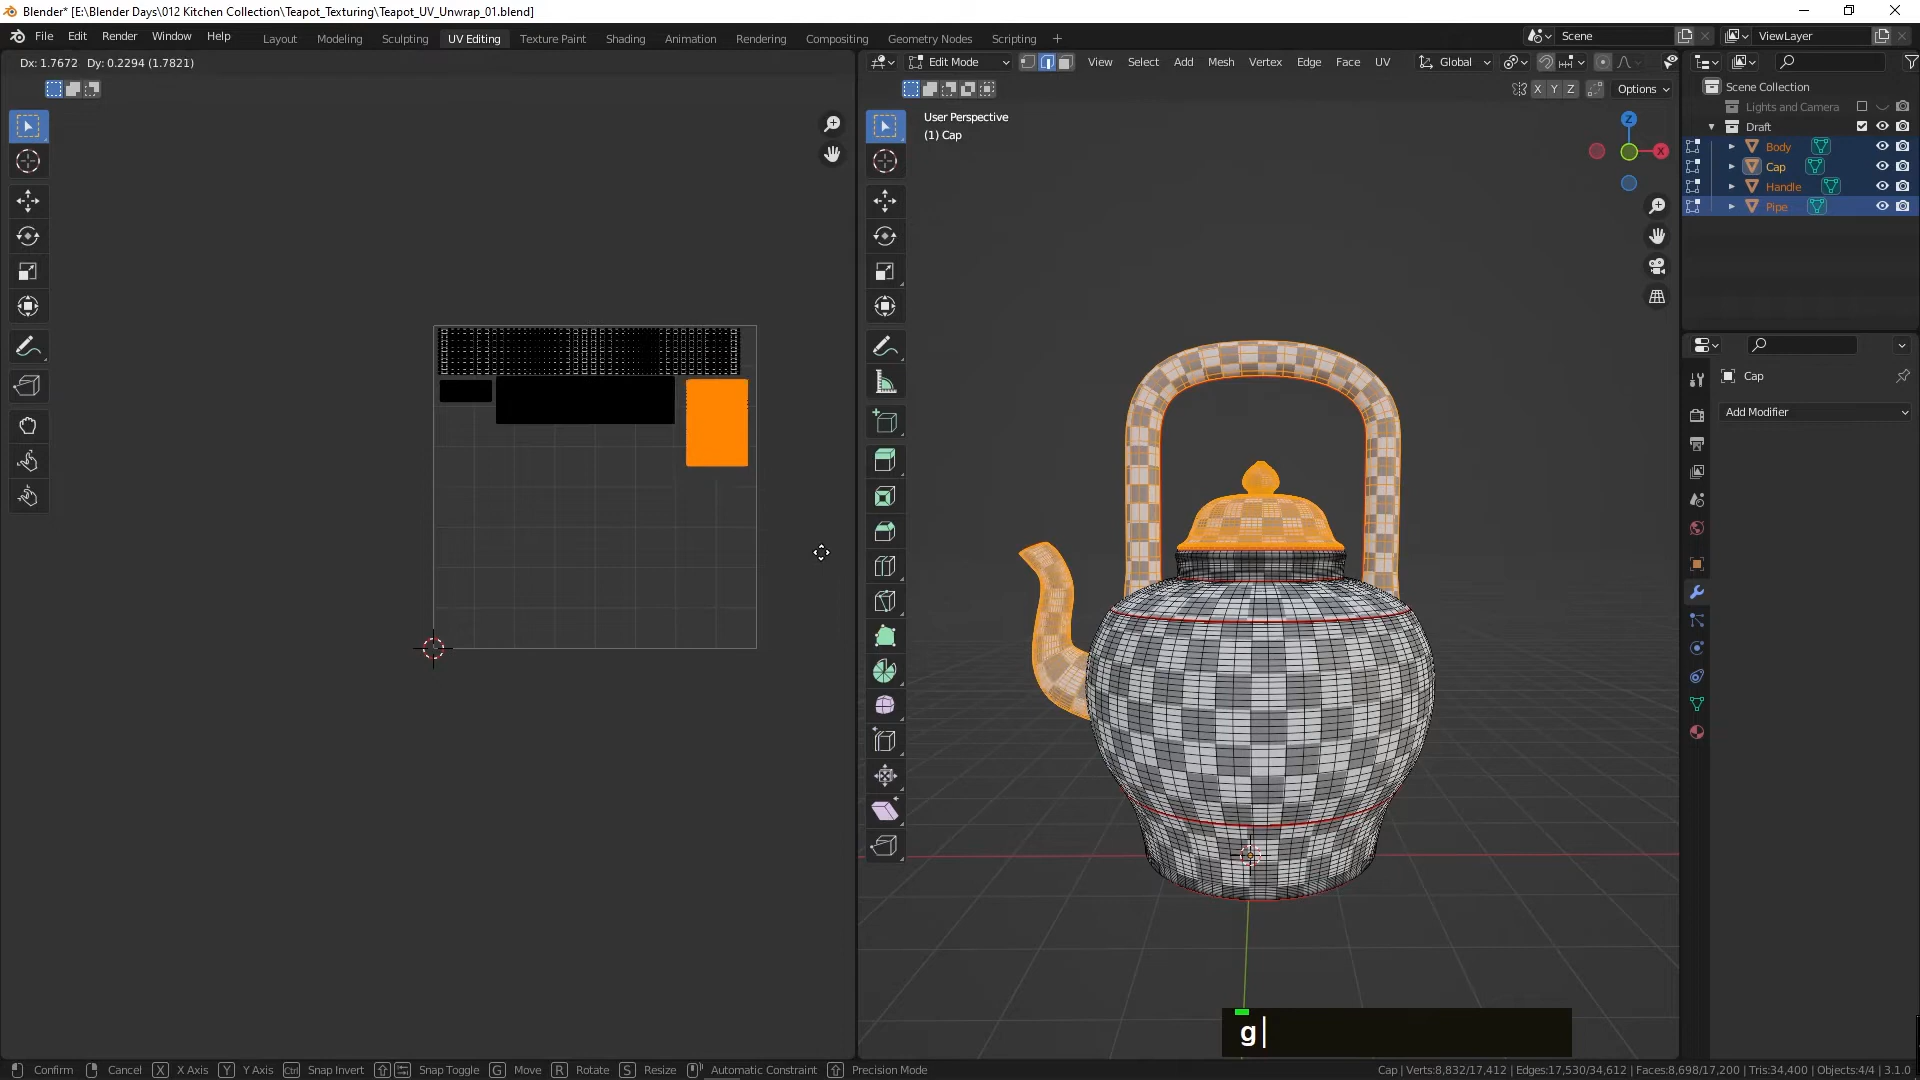 Blender* [E:\Blender Days\012 Kitchen Collection\Teapot_Texturing\Teapot_UV_Unwrap_01.blend]
File Edit Render Window Help Layout Modeling Sculpting UV Editing Texture Paint Shading Animation Rendering Compositing Geometry Nodes Scripting + Scene ViewLayer
Dx: 1.7672 Dy: 0.2294 (1.7821)
Edit Mode View Select Add Mesh Vertex Edge Face UV Global
X Y Z Options
Scene Collection
Lights and Camera
Draft
Body
Cap
Handle
Pipe
User Perspective
(1) Cap
Z
X
Cap
Add Modifier
g
Confirm Cancel X X Axis Y Y Axis Ctrl Snap Invert Snap Toggle G Move R Rotate S Resize Automatic Constraint Precision Mode Cap | Verts:8,832/17,412 | Edges:17,530/34,612 | Faces:8,698/17,200 | Tris:34,400 | Objects:4/4 | 3.1.0